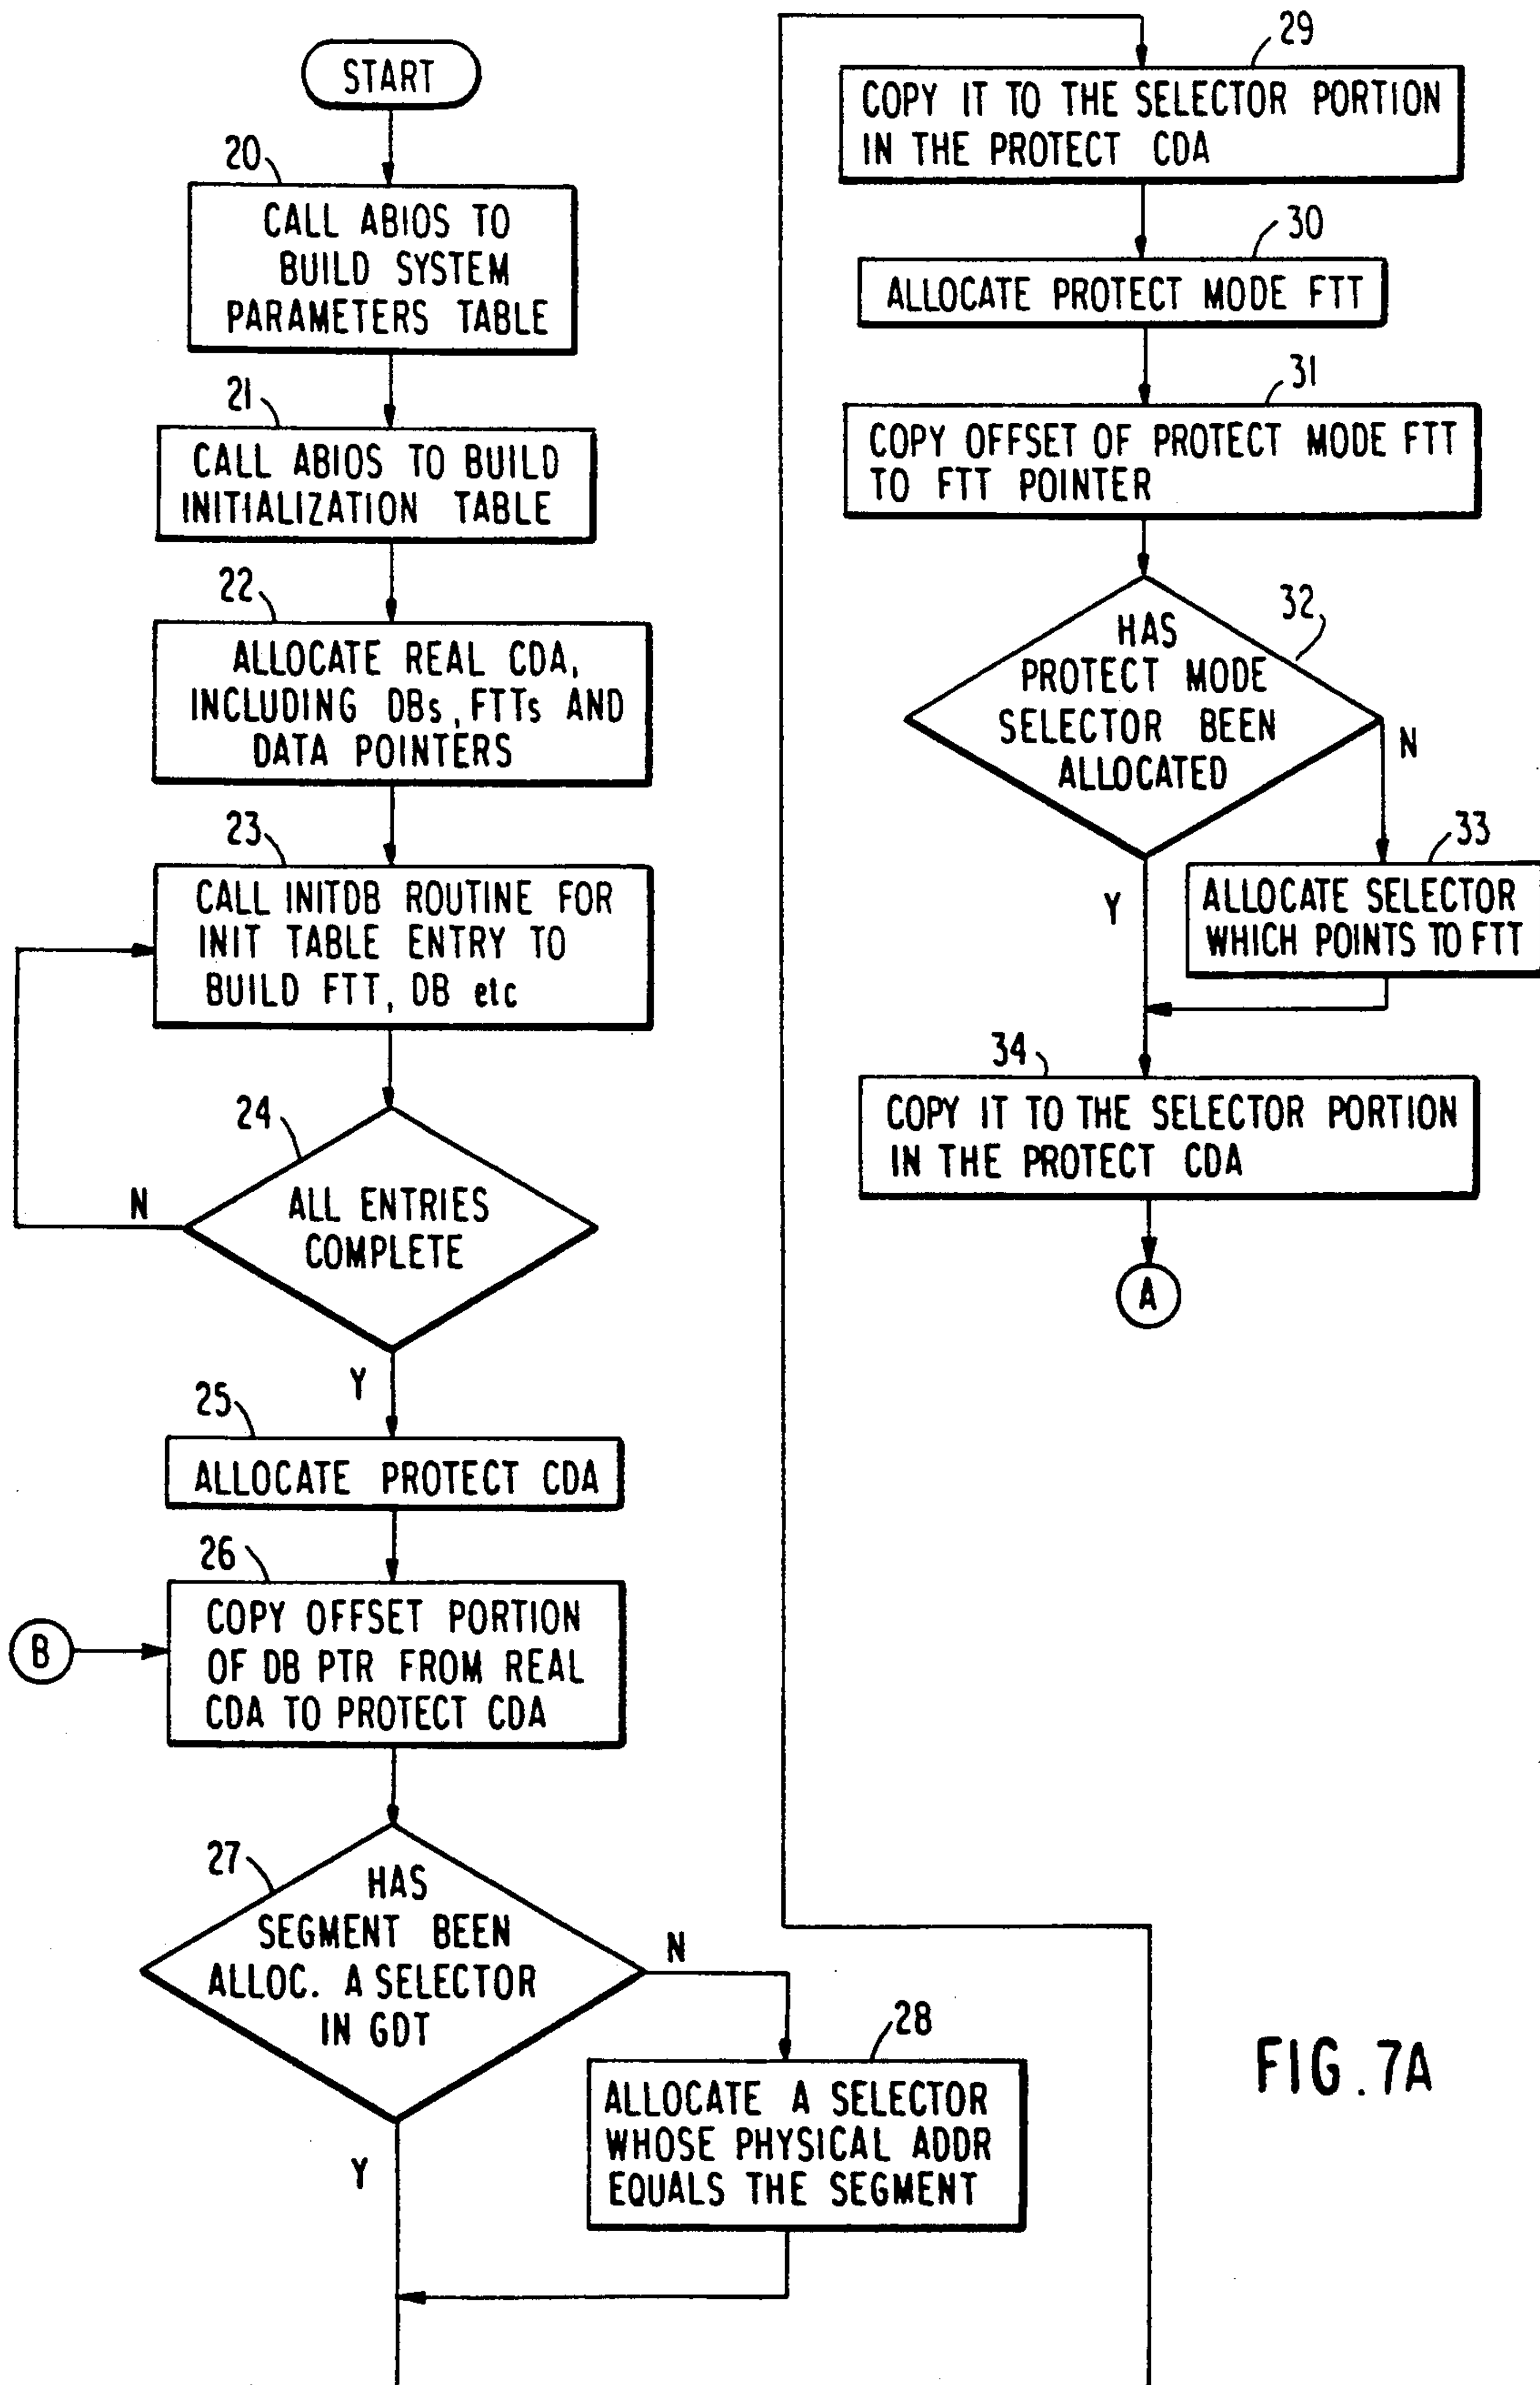 START
20
CALL ABIOS TO
BUILD SYSTEM
PARAMETERS TABLE
21
CALL ABIOS TO BUILD
INITIALIZATION TABLE
22
ALLOCATE REAL CDA,
INCLUDING DBs, FTTs AND
DATA POINTERS
23
CALL INITDB ROUTINE FOR
INIT TABLE ENTRY TO
BUILD FTT, DB etc
24
ALL ENTRIES
COMPLETE
N
Y
25
ALLOCATE PROTECT CDA
26
B
COPY OFFSET PORTION
OF DB PTR FROM REAL
CDA TO PROTECT CDA
27
HAS
SEGMENT BEEN
ALLOC. A SELECTOR
IN GDT
N
Y
28
ALLOCATE A SELECTOR
WHOSE PHYSICAL ADDR
EQUALS THE SEGMENT
29
COPY IT TO THE SELECTOR PORTION
IN THE PROTECT CDA
30
ALLOCATE PROTECT MODE FTT
31
COPY OFFSET OF PROTECT MODE FTT
TO FTT POINTER
32
HAS
PROTECT MODE
SELECTOR BEEN
ALLOCATED
N
Y
33
ALLOCATE SELECTOR
WHICH POINTS TO FTT
34
COPY IT TO THE SELECTOR PORTION
IN THE PROTECT CDA
A
FIG. 7A